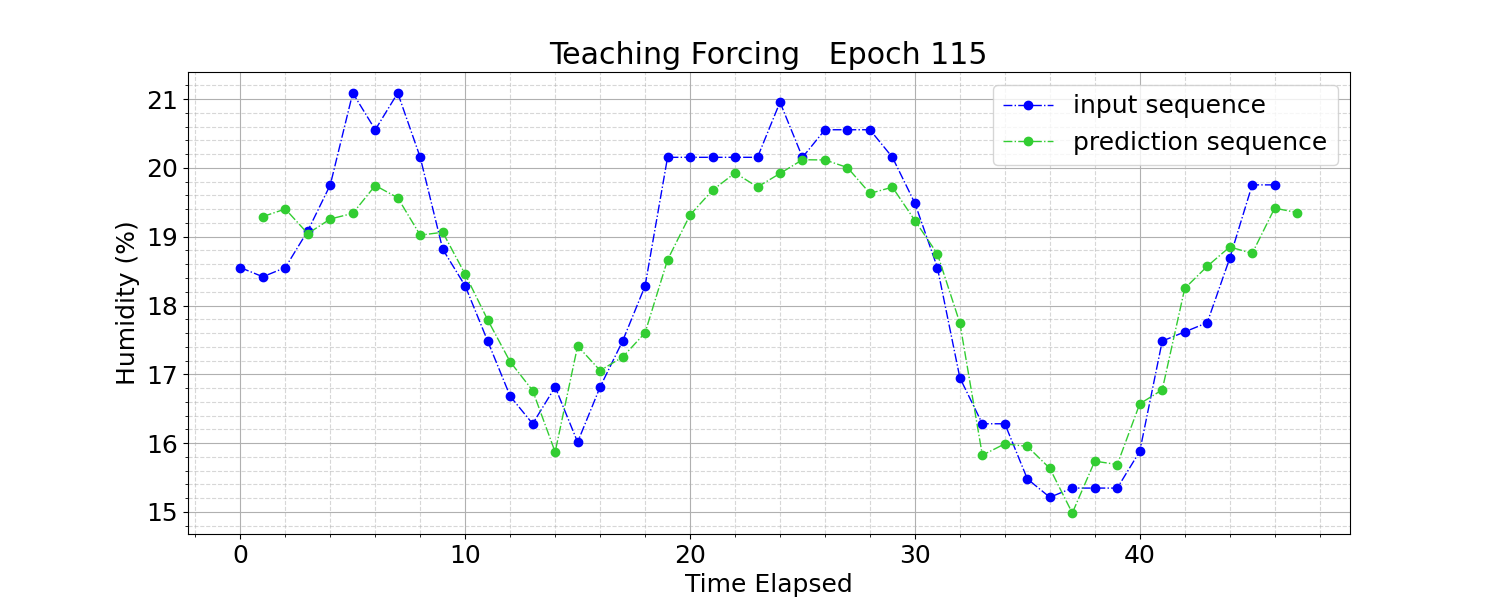 Teaching Forcing   Epoch 115
input sequence
prediction sequence
Humidity (%)
21
20
19
18
17
16
15
0 10 20 30 40
Time Elapsed